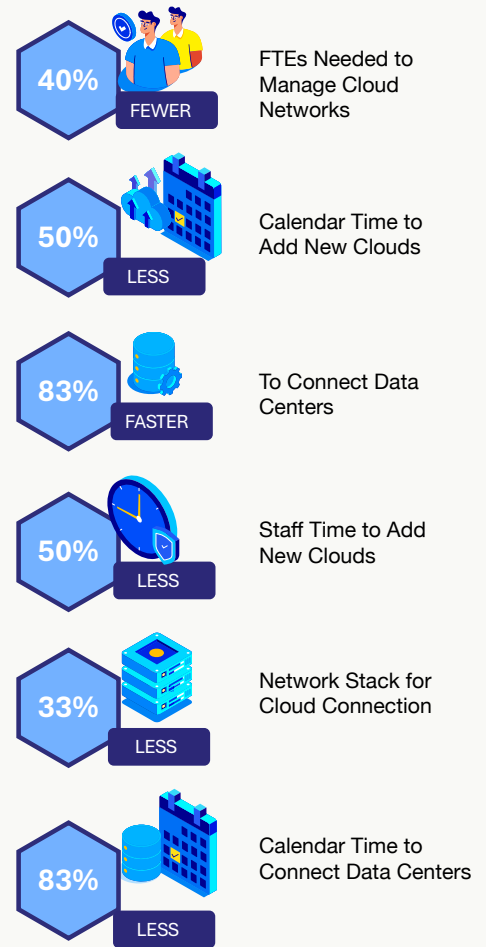 40%
FEWER
FTEs Needed to
Manage Cloud
Networks
50%
LESS
Calendar Time to
Add New Clouds
83%
FASTER
To Connect Data
Centers
50%
LESS
Staff Time to Add
New Clouds
33%
LESS
Network Stack for
Cloud Connection
83%
LESS
Calendar Time to
Connect Data Centers